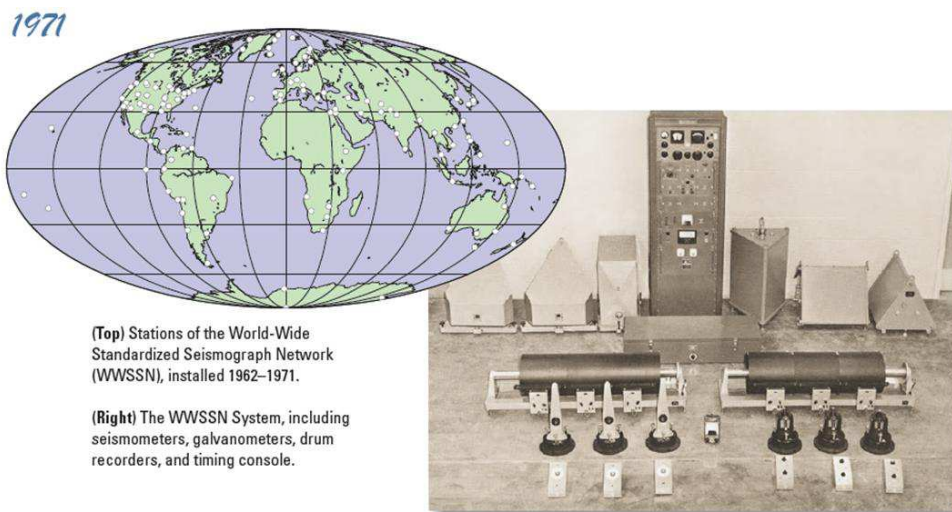 1971
(Top) Stations of the World-Wide
Standardized Seismograph Network
(WWSSN), installed 1962–1971.
(Right) The WWSSN System, including
seismometers, galvanometers, drum
recorders, and timing console.